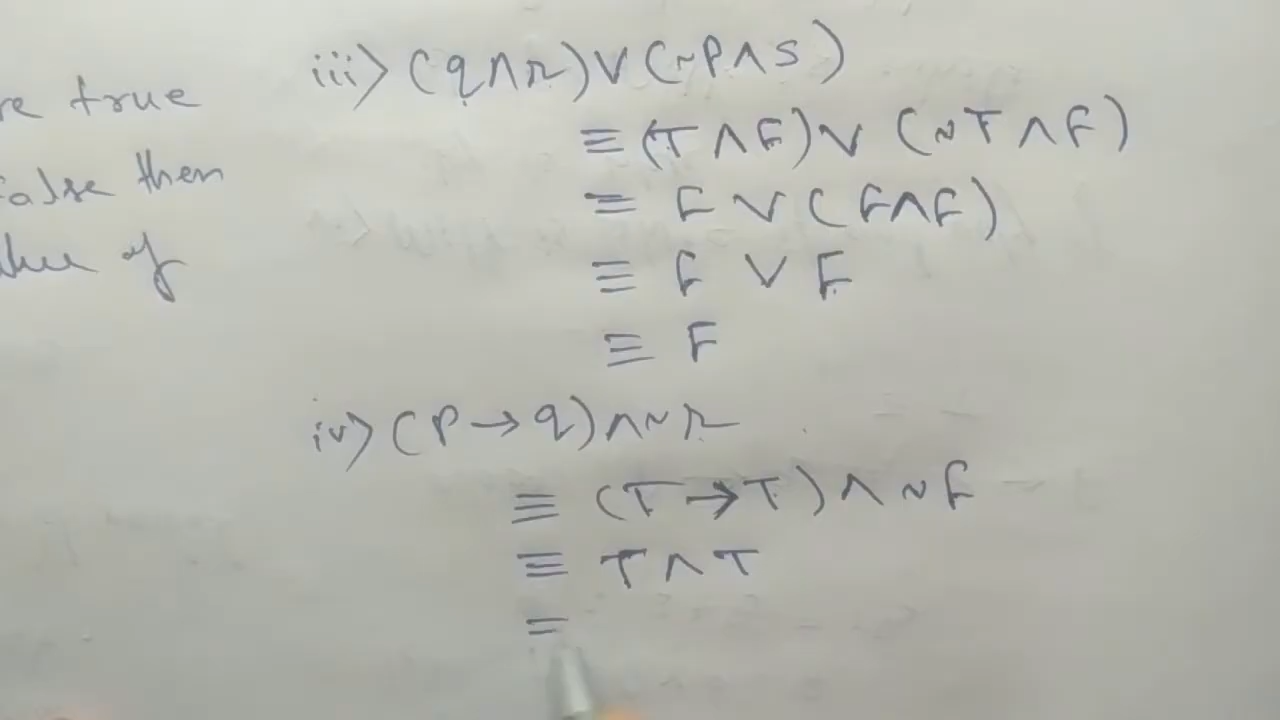 re true
false then
of
iii> (q∧r)∨(~p∧s)
≡ (T∧F)∨(~T∧F)
≡ F∨(F∧F)
≡ F∨F
≡ F
iv> (p→q)∧~r
≡ (T→T)∧~F
≡ T∧T
=